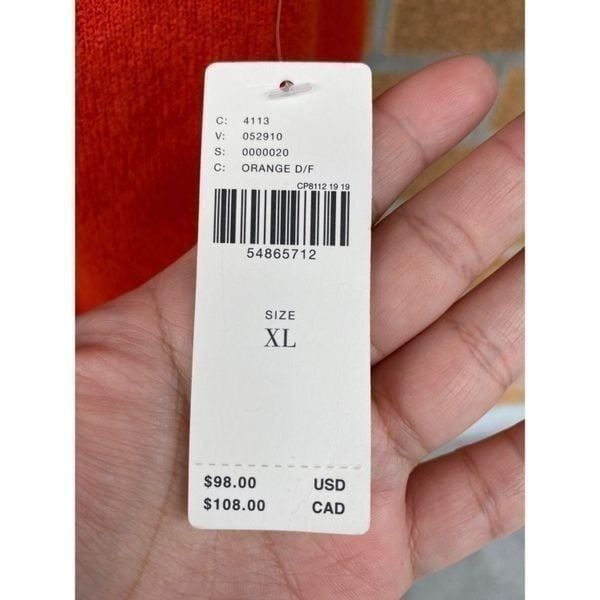 C: 4113
V: 052910
S: 0000020
C: ORANGE D/F
CP8112 19 19
54865712
SIZE
XL
$98.00 USD
$108.00 CAD